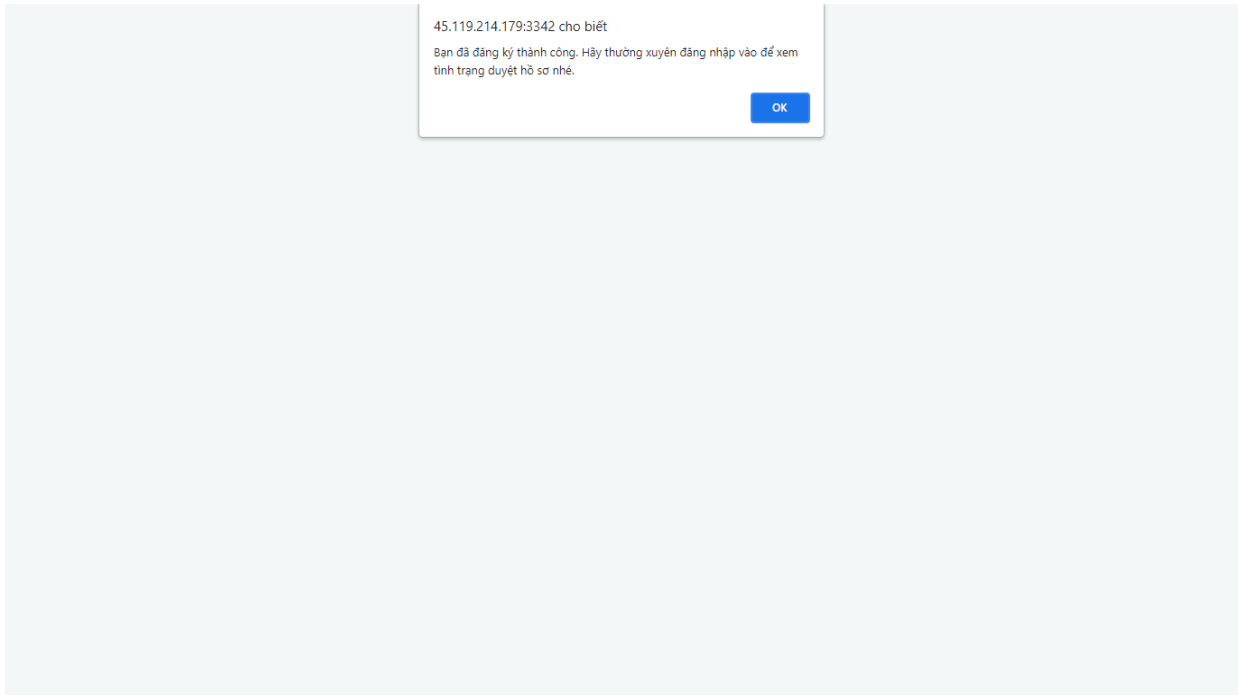 45.119.214.179:3342 cho biết
Bạn đã đăng ký thành công. Hãy thường xuyên đăng nhập vào để xem
tình trạng duyệt hồ sơ nhé.
OK